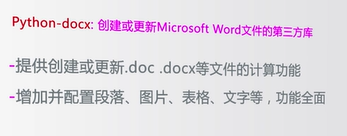 Python-docx: 创建或更新Microsoft Word文件的第三方库
-提供创建或更新.doc .docx等文件的计算功能
-增加并配置段落、图片、表格、文字等，功能全面